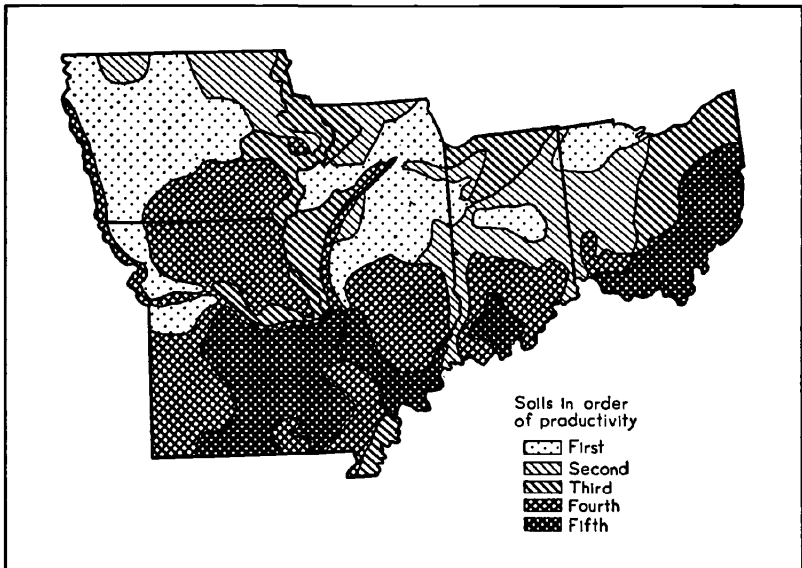 Soils in order
of productivity
First
Second
Third
Fourth
Fifth